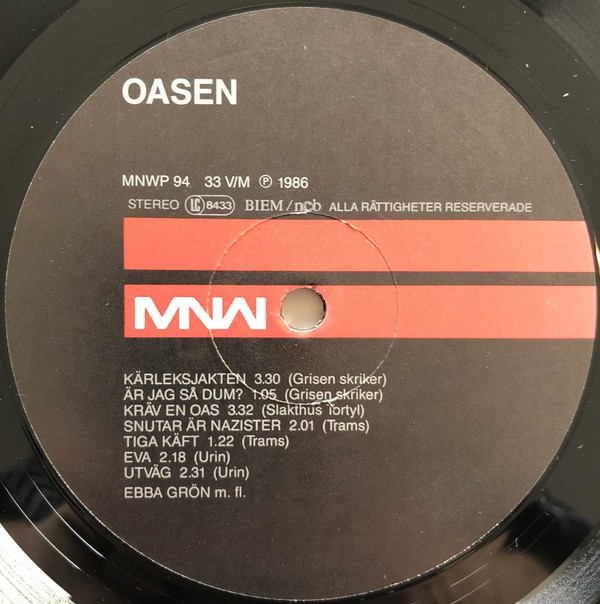 OASEN
MNWP 94 33 V/M Ⓟ 1986
STEREO LC 8433 BIEM/ncb ALLA RÄTTIGHETER RESERVERADE
MNW
KÄRLEKSJAKTEN 3.30 (Grisen skriker)
ÄR JAG SÅ DUM? 1.05 (Grisen skriker)
KRÄV EN OAS 3.32 (Slakthus Tortyl)
SNUTAR ÄR NAZISTER 2.01 (Trams)
TIGA KÄFT 1.22 (Trams)
EVA 2.18 (Urin)
UTVÄG 2.31 (Urin)
EBBA GRÖN m. fl.